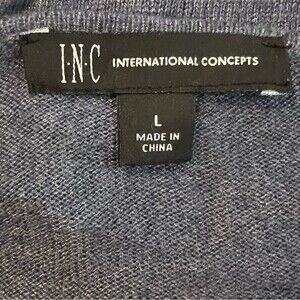 I·N·C INTERNATIONAL CONCEPTS
L
MADE IN
CHINA